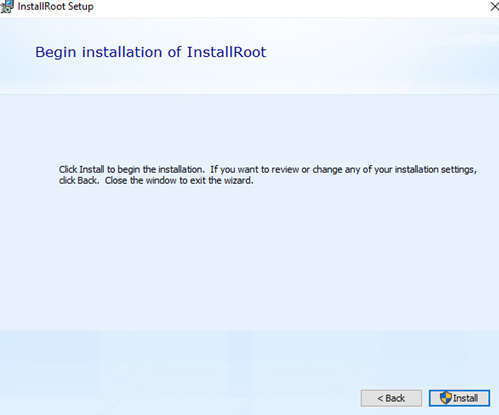 InstallRoot Setup
Begin installation of InstallRoot
Click Install to begin the installation.  If you want to review or change any of your installation settings,
click Back.  Close the window to exit the wizard.
< Back
Install